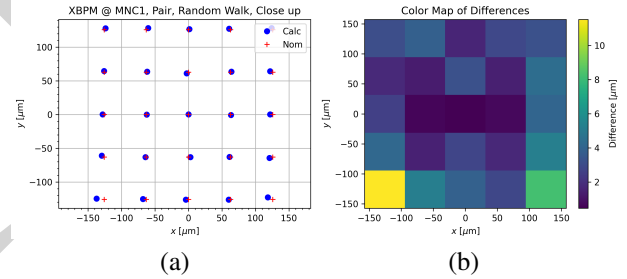 XBPM @ MNC1, Pair, Random Walk, Close up
Calc
Nom
100
50
0
−50
−100
y [μm]
−150 −100 −50 0 50 100 150
x [μm]
(a)
Color Map of Differences
150
100
50
0
−50
−100
−150
y [μm]
−150 −100 −50 0 50 100 150
x [μm]
10
8
6
4
2
Difference [μm]
(b)